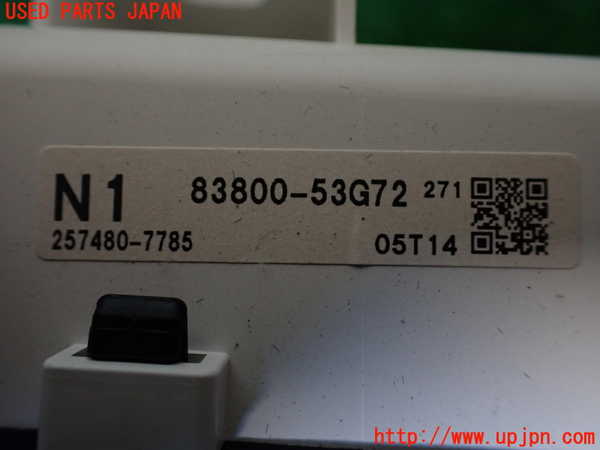 USED PARTS JAPAN
N1 83800-53G72 271
257480-7785 05T14
http://www.upjpn.com/